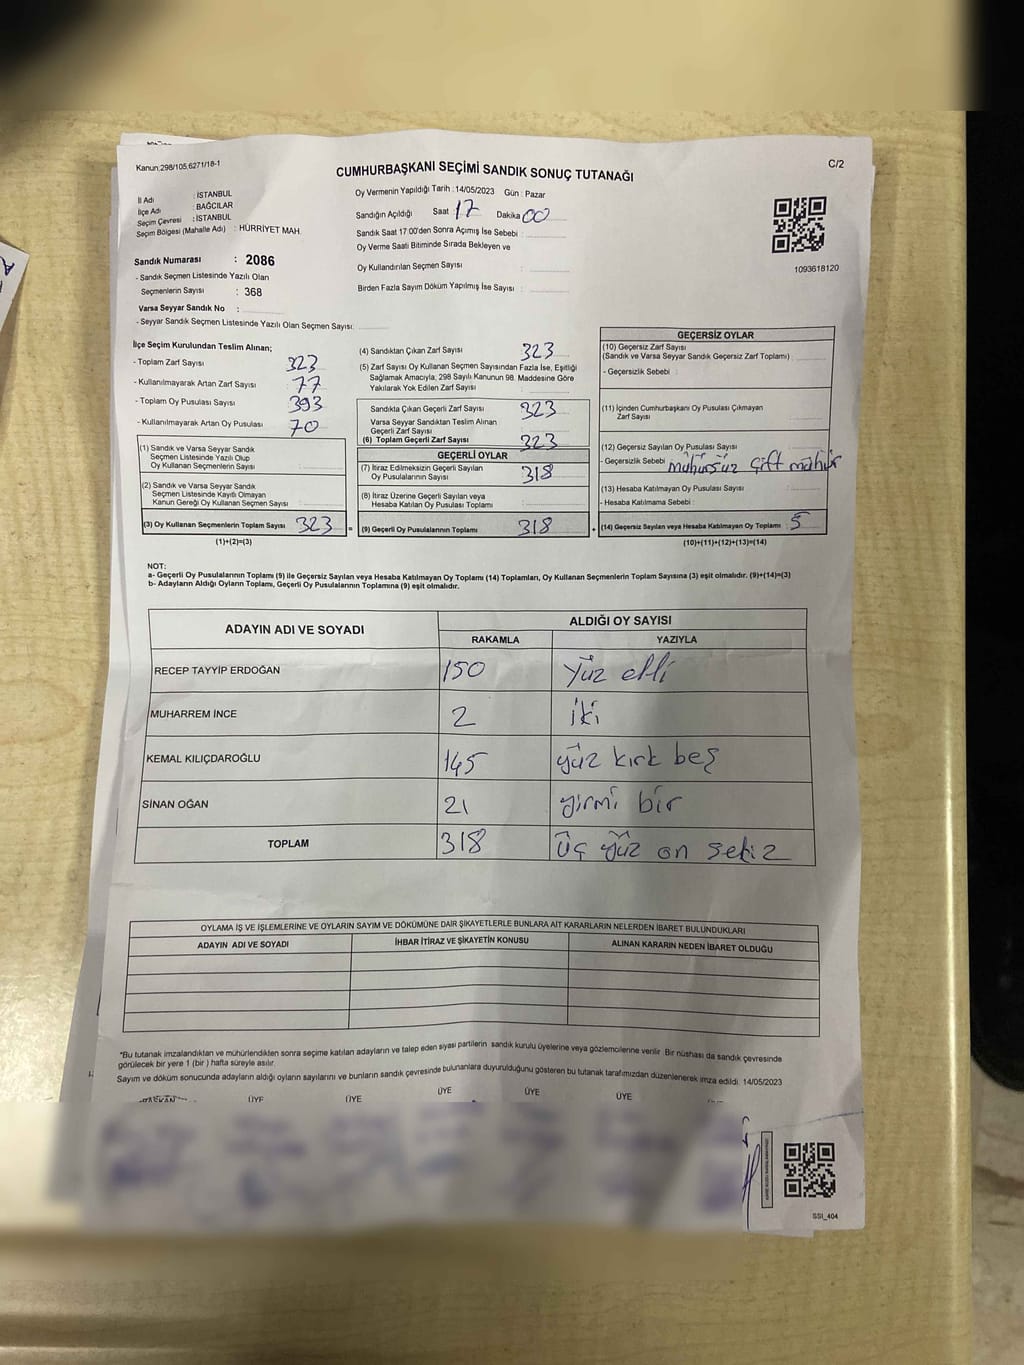 Kanun:298/105,6271/18-1
C/2
CUMHURBAŞKANI SEÇİMİ SANDIK SONUÇ TUTANAĞI
İl Adı : İSTANBUL
İlçe Adı : BAĞCILAR
Seçim Çevresi : İSTANBUL
Seçim Bölgesi (Mahalle Adı) : HÜRRİYET MAH.
Sandık Numarası : 2086
- Sandık Seçmen Listesinde Yazılı Olan
Seçmenlerin Sayısı : 368
Varsa Seyyar Sandık No :
- Seyyar Sandık Seçmen Listesinde Yazılı Olan Seçmen Sayısı:
Oy Vermenin Yapıldığı Tarih : 14/05/2023 Gün : Pazar
Sandığın Açıldığı Saat 17 Dakika 00
Sandık Saat 17:00'den Sonra Açımış İse Sebebi :
Oy Verme Saati Bitiminde Sırada Bekleyen ve
Oy Kullandırılan Seçmen Sayısı :
Birden Fazla Sayım Döküm Yapılmış İse Sayısı :
1093618120
İlçe Seçim Kurulundan Teslim Alınan;
- Toplam Zarf Sayısı 323
- Kullanılmayarak Artan Zarf Sayısı 77
- Toplam Oy Pusulası Sayısı 393
- Kullanılmayarak Artan Oy Pusulası 70
(1) Sandık ve Varsa Seyyar Sandık
Seçmen Listesinde Yazılı Olup
Oy Kullanan Seçmenlerin Sayısı :
(2) Sandık ve Varsa Seyyar Sandık
Seçmen Listesinde Kayıtlı Olmayan
Kanun Gereği Oy Kullanan Seçmen Sayısı :
(3) Oy Kullanan Seçmenlerin Toplam Sayısı 323 =
(1)+(2)=(3)
(4) Sandıktan Çıkan Zarf Sayısı 323
(5) Zarf Sayısı Oy Kullanan Seçmen Sayısından Fazla İse, Eşitliği
Sağlamak Amacıyla, 298 Sayılı Kanunun 98. Maddesine Göre
Yakılarak Yok Edilen Zarf Sayısı :
Sandıkla Çıkan Geçerli Zarf Sayısı 323
Varsa Seyyar Sandıktan Teslim Alınan
Geçerli Zarf Sayısı
(6) Toplam Geçerli Zarf Sayısı 323
GEÇERLİ OYLAR
(7) İtiraz Edilmeksizin Geçerli Sayılan
Oy Pusulalarının Sayısı 318
(8) İtiraz Üzerine Geçerli Sayılan veya
Hesaba Katılan Oy Pusulası Toplamı
(9) Geçerli Oy Pusulalarının Toplamı 318 +
GEÇERSİZ OYLAR
(10) Geçersiz Zarf Sayısı
(Sandık ve Varsa Seyyar Sandık Geçersiz Zarf Toplamı) :
- Geçersizlik Sebebi :
(11) İçinden Cumhurbaşkanı Oy Pusulası Çıkmayan
Zarf Sayısı :
(12) Geçersiz Sayılan Oy Pusulası Sayısı
- Geçersizlik Sebebi mühürsüz çift mühür
(13) Hesaba Katılmayan Oy Pusulası Sayısı :
- Hesaba Katılmama Sebebi :
(14) Geçersiz Sayılan veya Hesaba Katılmayan Oy Toplamı 5
(10)+(11)+(12)+(13)=(14)
NOT:
a- Geçerli Oy Pusulalarının Toplamı (9) ile Geçersiz Sayılan veya Hesaba Katılmayan Oy Toplamı (14) Toplamları, Oy Kullanan Seçmenlerin Toplam Sayısına (3) eşit olmalıdır. (9)+(14)=(3)
b- Adayların Aldığı Oyların Toplamı, Geçerli Oy Pusulalarının Toplamına (9) eşit olmalıdır.
ADAYIN ADI VE SOYADI ALDIĞI OY SAYISI
RAKAMLA YAZIYLA
RECEP TAYYİP ERDOĞAN 150 Yüz elli
MUHARREM İNCE 2 iki
KEMAL KILIÇDAROĞLU 145 yüz kırk beş
SİNAN OĞAN 21 yirmi bir
TOPLAM 318 Üç yüz on sekiz
OYLAMA İŞ VE İŞLEMLERİNE VE OYLARIN SAYIM VE DÖKÜMÜNE DAİR ŞİKAYETLERLE BUNLARA AİT KARARLARIN NELERDEN İBARET BULUNDUKLARI
ADAYIN ADI VE SOYADI İHBAR İTİRAZ VE ŞİKAYETİN KONUSU ALINAN KARARIN NEDEN İBARET OLDUĞU
"Bu tutanak imzalandıktan ve mühürlendikten sonra seçime katılan adayların ve talep eden siyasi partilerin sandık kurulu üyelerine veya gözlemcilerine verilir. Bir nüshası da sandık çevresinde
görülecek bir yere 1 (bir) hafta süreyle asılır.
Sayım ve döküm sonucunda adayların aldığı oyların sayılarını ve bunların sandık çevresinde bulunanlara duyurulduğunu gösteren bu tutanak tarafımızdan düzenlenerek imza edildi. 14/05/2023
BAŞKAN ÜYE ÜYE ÜYE ÜYE ÜYE
SSI_404